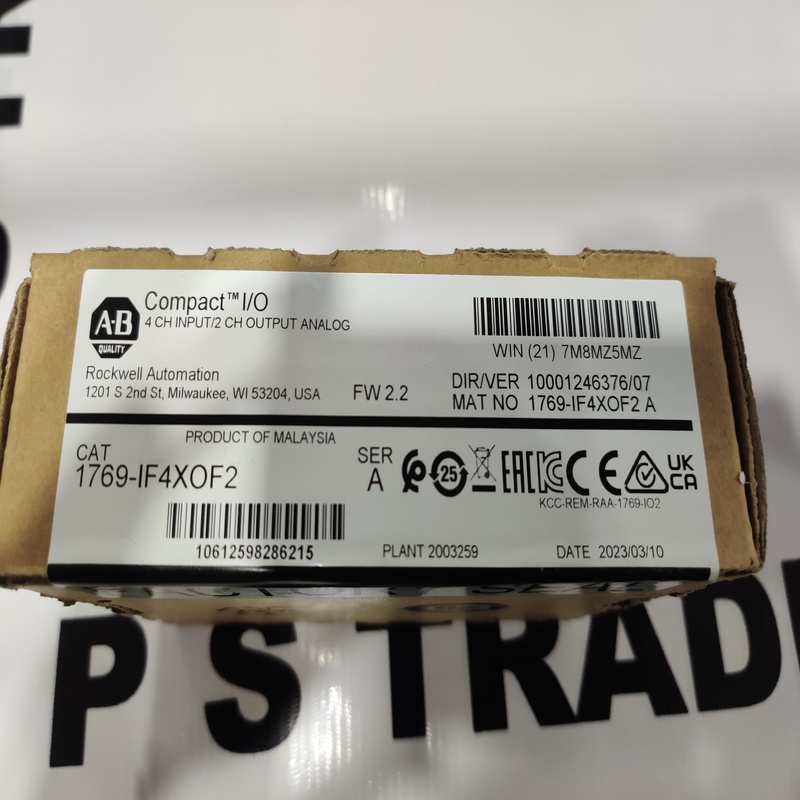 A-B
QUALITY
Compact™ I/O
4 CH INPUT/2 CH OUTPUT ANALOG
WIN (21) 7M8MZ5MZ
Rockwell Automation
1201 S 2nd St, Milwaukee, WI 53204, USA
FW 2.2
DIR/VER 10001246376/07
MAT NO 1769-IF4XOF2 A
PRODUCT OF MALAYSIA
CAT
1769-IF4XOF2
SER
A
25
EAC
CE
UK
CA
KCC-REM-RAA-1769-IO2
10612598286215
PLANT 2003259
DATE 2023/03/10
P S TRAD